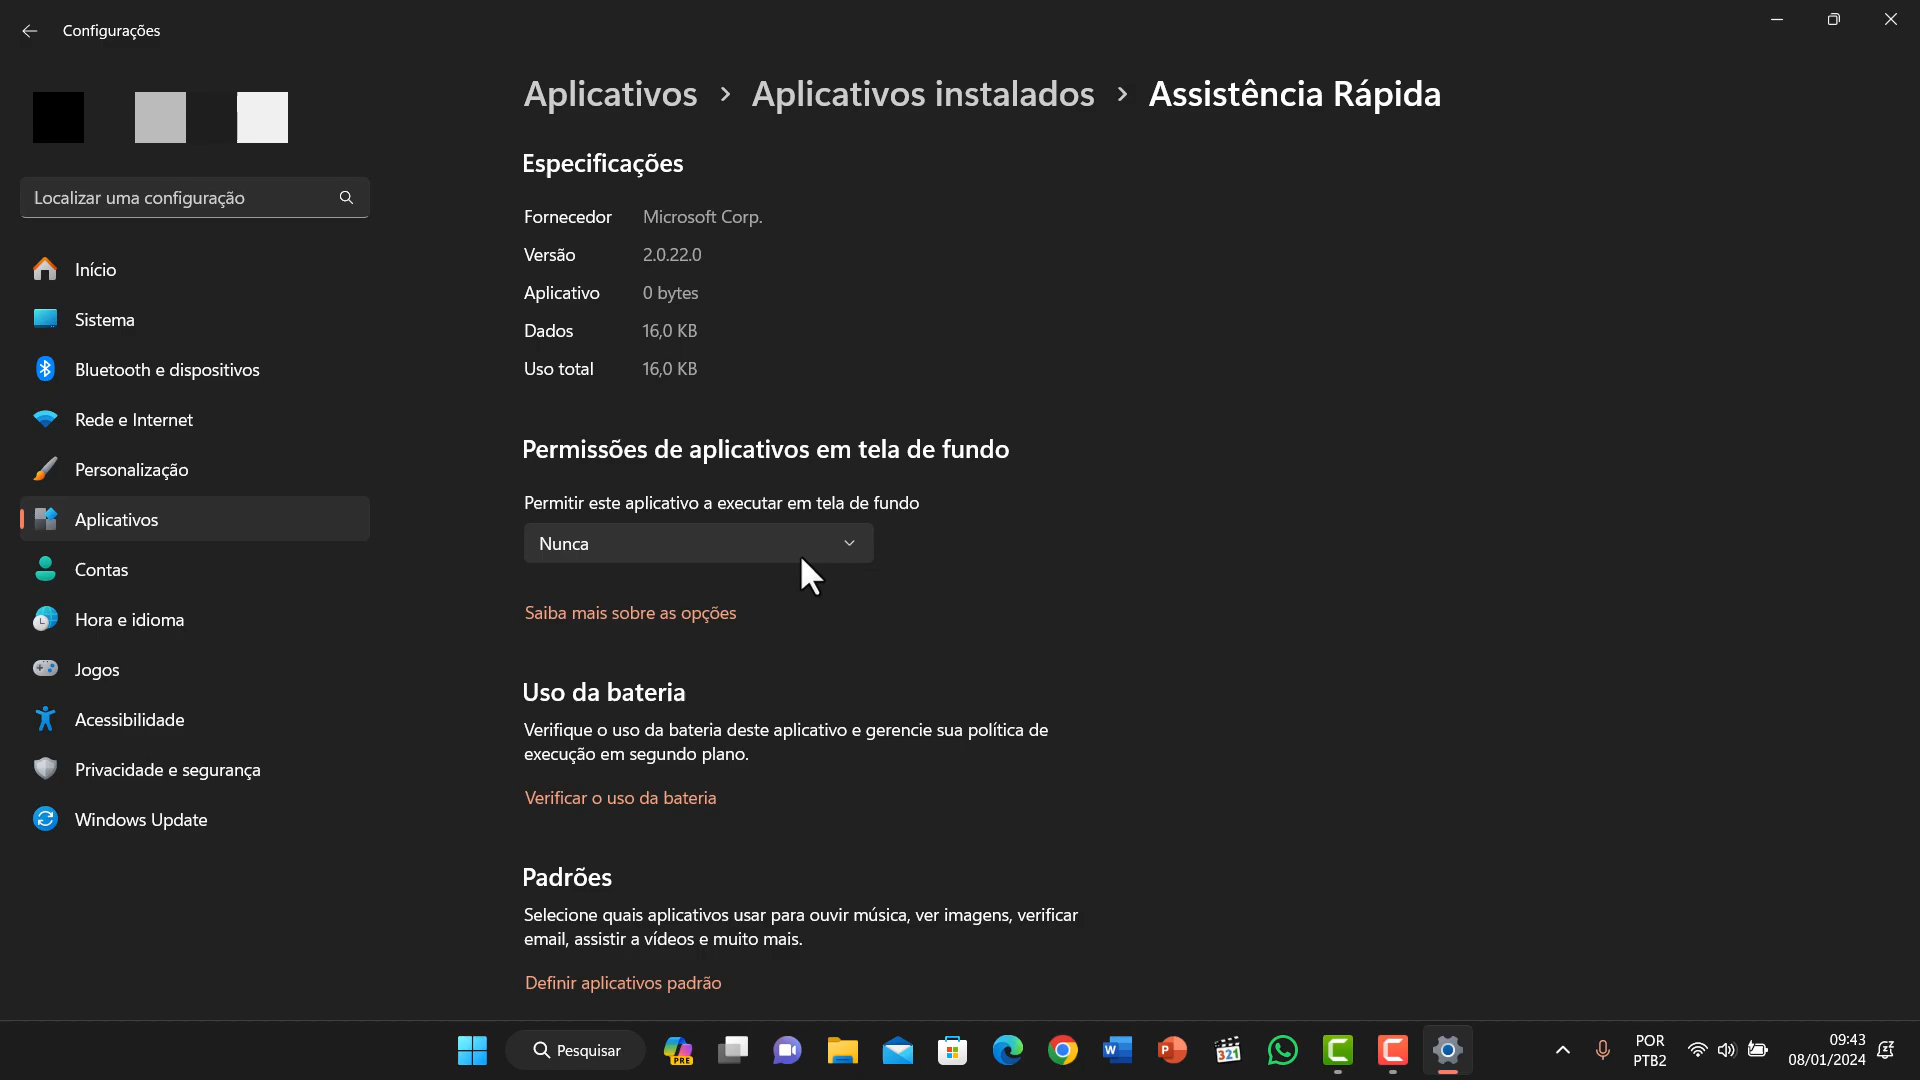 Configurações
Aplicativos > Aplicativos instalados > Assistência Rápida
Localizar uma configuração
Início
Sistema
Bluetooth e dispositivos
Rede e Internet
Personalização
Aplicativos
Contas
Hora e idioma
Jogos
Acessibilidade
Privacidade e segurança
Windows Update
Especificações
Fornecedor Microsoft Corp.
Versão 2.0.22.0
Aplicativo 0 bytes
Dados 16,0 KB
Uso total 16,0 KB
Permissões de aplicativos em tela de fundo
Permitir este aplicativo a executar em tela de fundo
Nunca
Saiba mais sobre as opções
Uso da bateria
Verifique o uso da bateria deste aplicativo e gerencie sua política de
execução em segundo plano.
Verificar o uso da bateria
Padrões
Selecione quais aplicativos usar para ouvir música, ver imagens, verificar
email, assistir a vídeos e muito mais.
Definir aplicativos padrão
Pesquisar
PRE
W
P
321
C
C
POR
PTB2
09:43
08/01/2024